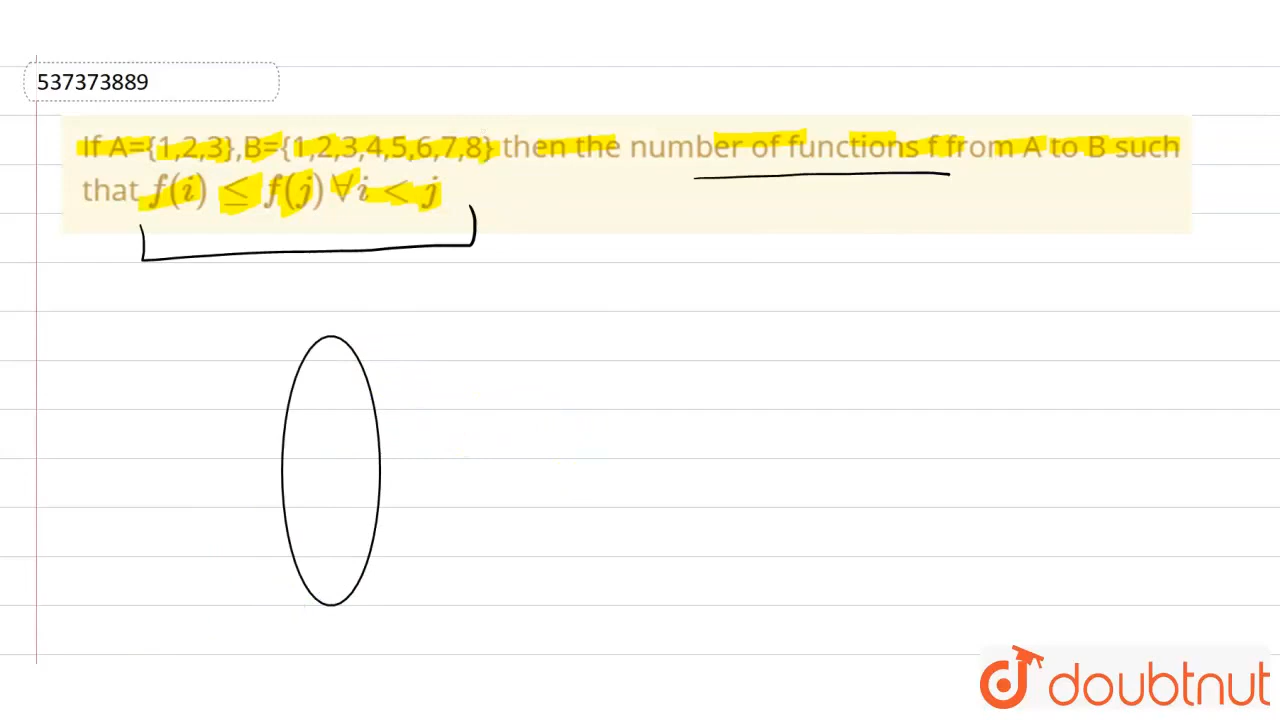 537373889
If A={1,2,3},B={1,2,3,4,5,6,7,8} then the number of functions f from A to B such
that f(i) ≤ f(j) ∀i < j
doubtnut